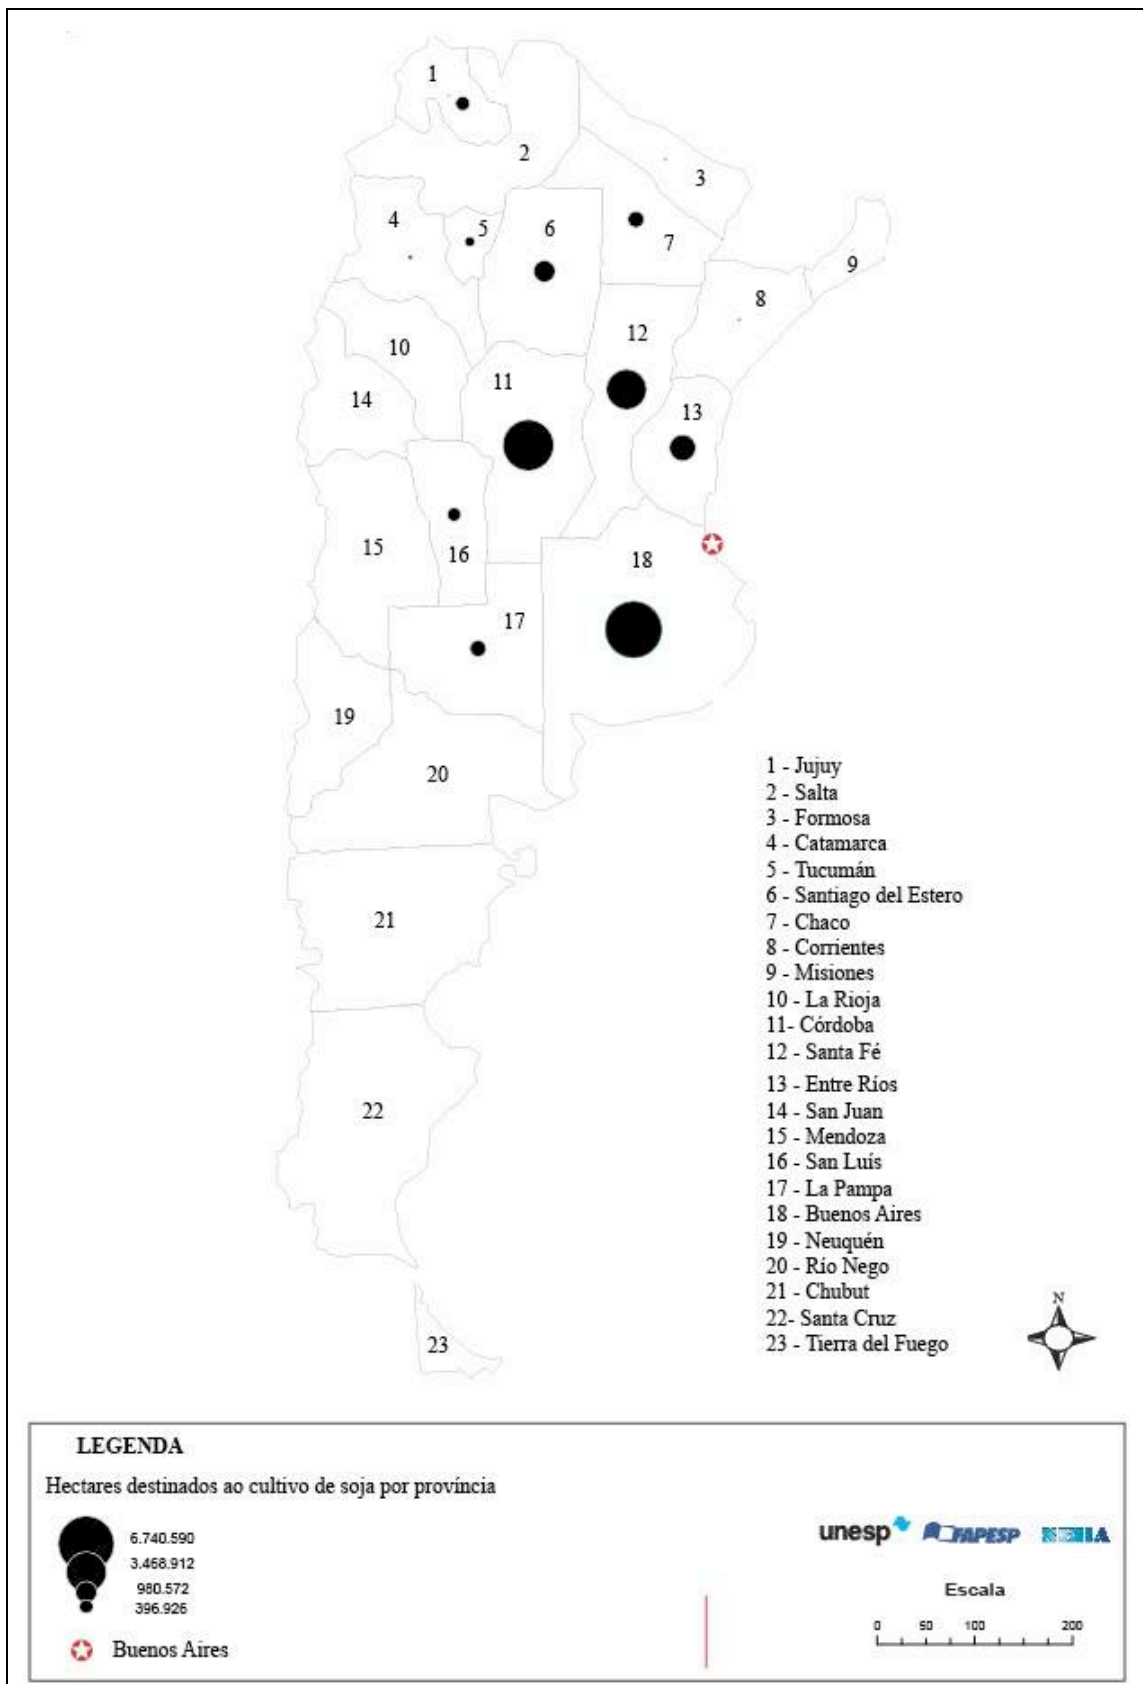 1
2
3
4
5
6
7
8
9
10
11
12
13
14
15
16
17
18
19
20
21
22
23
1 - Jujuy
2 - Salta
3 - Formosa
4 - Catamarca
5 - Tucumán
6 - Santiago del Estero
7 - Chaco
8 - Corrientes
9 - Misiones
10 - La Rioja
11- Córdoba
12 - Santa Fé
13 - Entre Ríos
14 - San Juan
15 - Mendoza
16 - San Luís
17 - La Pampa
18 - Buenos Aires
19 - Neuquén
20 - Río Nego
21 - Chubut
22- Santa Cruz
23 - Tierra del Fuego
N
LEGENDA
Hectares destinados ao cultivo de soja por província
6.740.590
3.468.912
980.572
396.926
Buenos Aires
unesp FAPESP
Escala
0 50 100 200